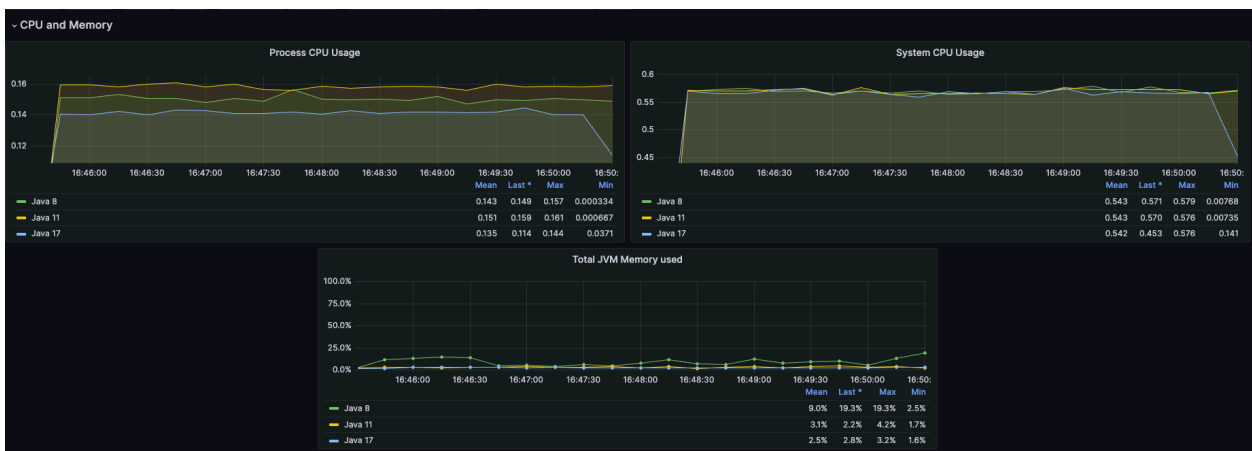 CPU and Memory
Process CPU Usage
0.16
0.14
0.12
16:46:00 16:46:30 16:47:00 16:47:30 16:48:00 16:48:30 16:49:00 16:49:30 16:50:00 16:50:
Mean Last * Max Min
Java 8 0.143 0.149 0.157 0.000334
Java 11 0.151 0.159 0.161 0.000667
Java 17 0.135 0.114 0.144 0.0371
System CPU Usage
0.6
0.55
0.5
0.45
16:46:00 16:46:30 16:47:00 16:47:30 16:48:00 16:48:30 16:49:00 16:49:30 16:50:00 16:50:
Mean Last * Max Min
Java 8 0.543 0.571 0.579 0.00768
Java 11 0.543 0.570 0.576 0.00735
Java 17 0.542 0.453 0.576 0.141
Total JVM Memory used
100.0%
75.0%
50.0%
25.0%
0.0%
16:46:00 16:46:30 16:47:00 16:47:30 16:48:00 16:48:30 16:49:00 16:49:30 16:50:00 16:50:
Mean Last * Max Min
Java 8 9.0% 19.3% 19.3% 2.5%
Java 11 3.1% 2.2% 4.2% 1.7%
Java 17 2.5% 2.8% 3.2% 1.6%